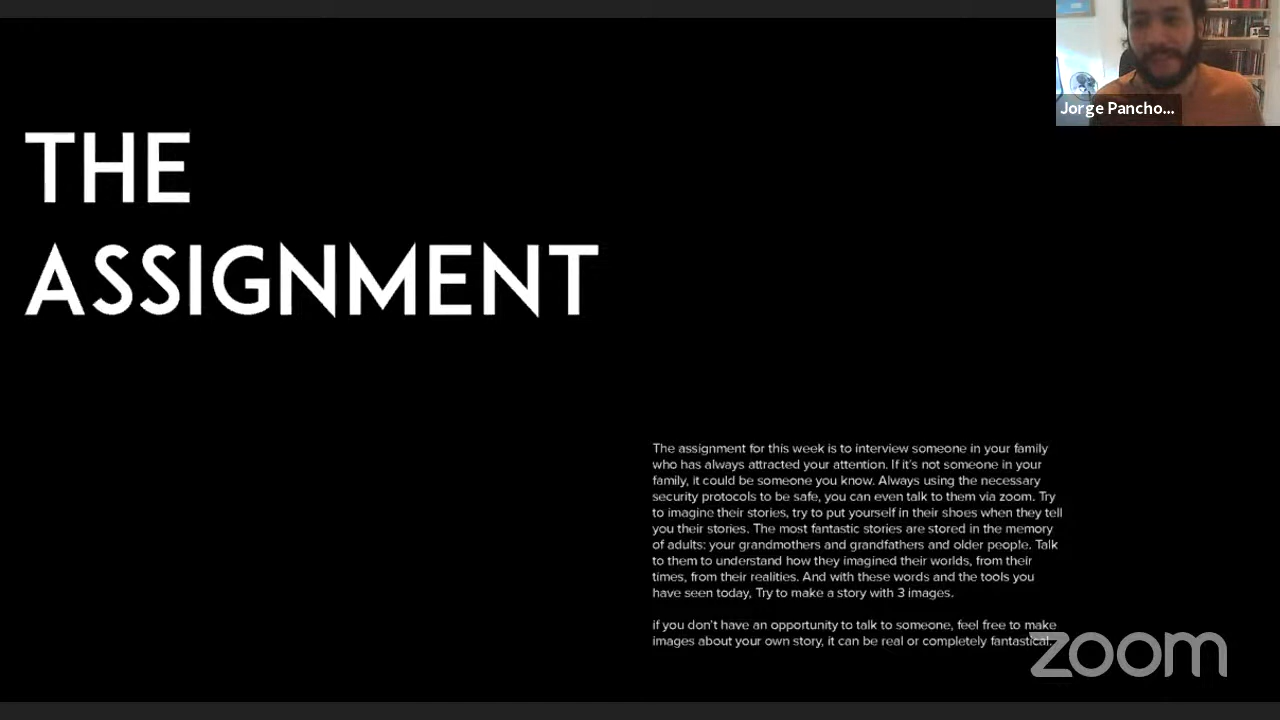 Jorge Pancho...
THE
ASSIGNMENT
The assignment for this week is to interview someone in your family
who has always attracted your attention. If it's not someone in your
family, it could be someone you know. Always using the necessary
security protocols to be safe, you can even talk to them via zoom. Try
to imagine their stories, try to put yourself in their shoes when they tell
you their stories. The most fantastic stories are stored in the memory
of adults: your grandmothers and grandfathers and older people. Talk
to them to understand how they imagined their worlds, from their
times, from their realities. And with these words and the tools you
have seen today, Try to make a story with 3 images.
if you don't have an opportunity to talk to someone, feel free to make
images about your own story, it can be real or completely fantastical.
zoom